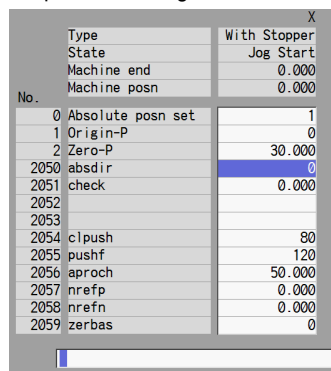 X
Type With Stopper
State Jog Start
Machine end 0.000
Machine posn 0.000
No.
0 Absolute posn set 1
1 Origin-P 0
2 Zero-P 30.000
2050 absdir 0
2051 check 0.000
2052
2053
2054 clpush 80
2055 pushf 120
2056 aproch 50.000
2057 nrefp 0.000
2058 nrefn 0.000
2059 zerbas 0